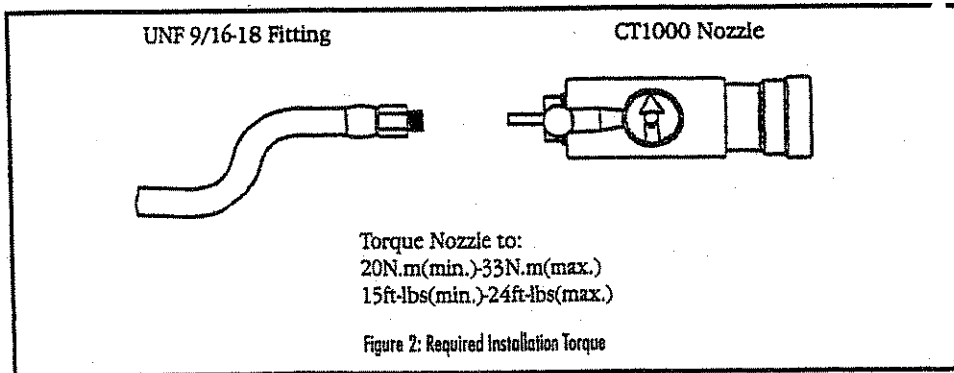 UNF 9/16-18 Fitting
CT1000 Nozzle
Torque Nozzle to:
20N.m(min.)-33N.m(max.)
15ft-lbs(min.)-24ft-lbs(max.)
Figure 2: Required Installation Torque